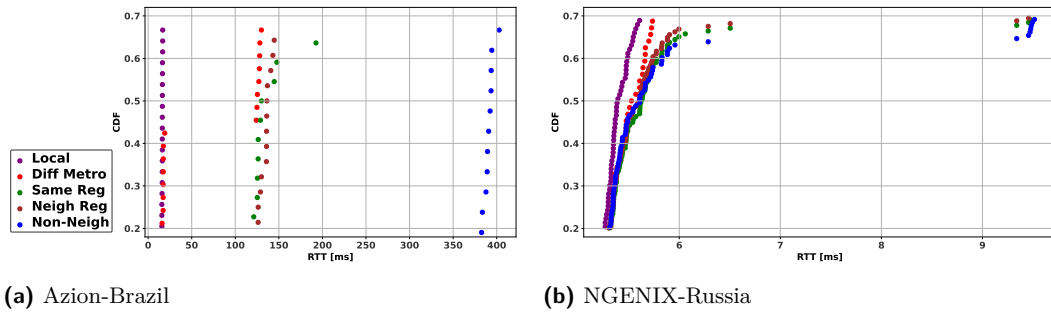 0.7
0.6
0.5
0.4
0.3
0.2
CDF
0 50 100 150 200 250 300 350 400
RTT [ms]
Local
Diff Metro
Same Reg
Neigh Reg
Non-Neigh
0.7
0.6
0.5
0.4
0.3
0.2
CDF
6 7 8 9
RTT [ms]
(a) Azion-Brazil
(b) NGENIX-Russia